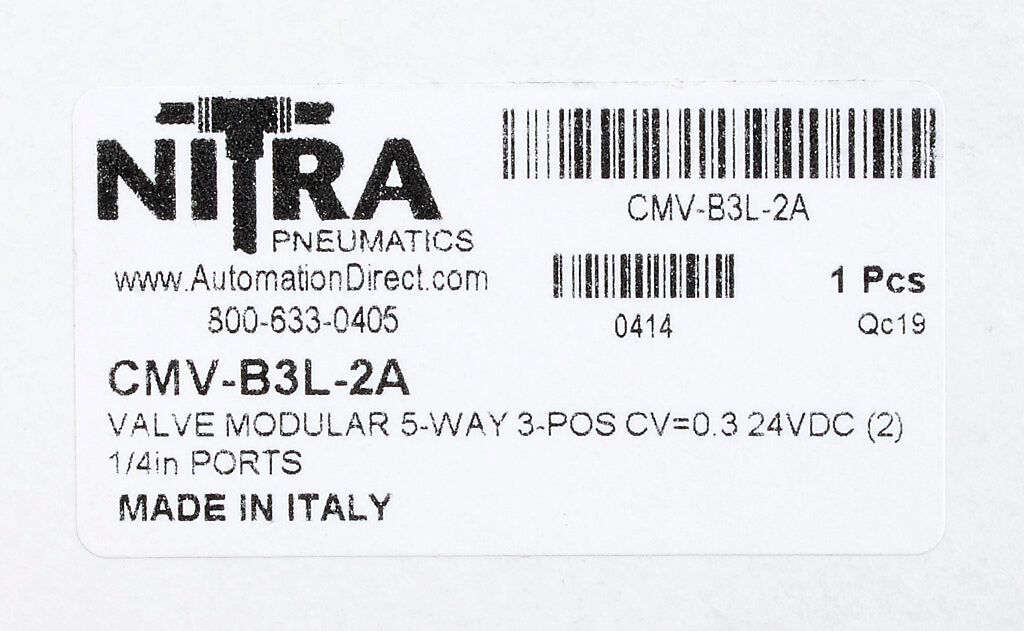 NITRA
PNEUMATICS
www.AutomationDirect.com
800-633-0405
CMV-B3L-2A
0414
1 Pcs
Qc19
CMV-B3L-2A
VALVE MODULAR 5-WAY 3-POS CV=0.3 24VDC (2)
1/4in PORTS
MADE IN ITALY